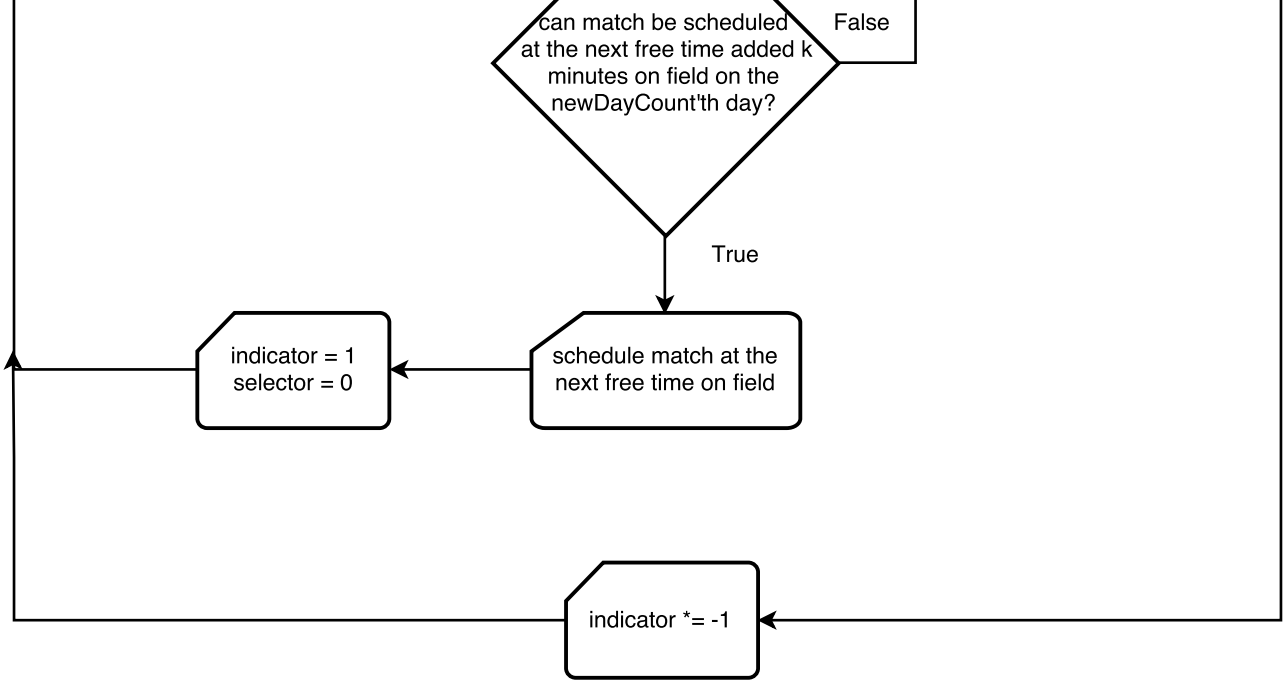 can match be scheduled
at the next free time added k
minutes on field on the
newDayCount'th day?
False
True
indicator = 1
selector = 0
schedule match at the
next free time on field
indicator *= -1